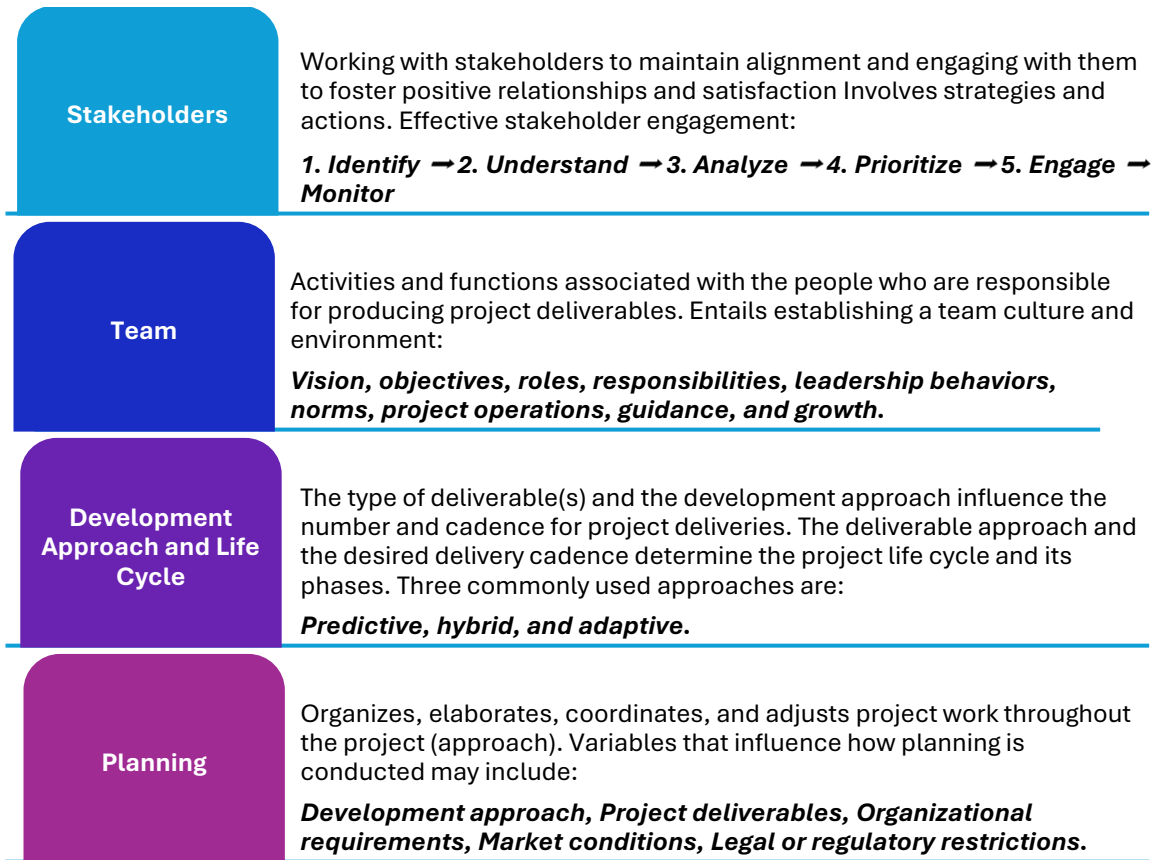 Stakeholders
Working with stakeholders to maintain alignment and engaging with them
to foster positive relationships and satisfaction Involves strategies and
actions. Effective stakeholder engagement:
1. Identify ➞ 2. Understand ➞ 3. Analyze ➞ 4. Prioritize ➞ 5. Engage ➞
Monitor
Team
Activities and functions associated with the people who are responsible
for producing project deliverables. Entails establishing a team culture and
environment:
Vision, objectives, roles, responsibilities, leadership behaviors,
norms, project operations, guidance, and growth.
Development
Approach and Life
Cycle
The type of deliverable(s) and the development approach influence the
number and cadence for project deliveries. The deliverable approach and
the desired delivery cadence determine the project life cycle and its
phases. Three commonly used approaches are:
Predictive, hybrid, and adaptive.
Planning
Organizes, elaborates, coordinates, and adjusts project work throughout
the project (approach). Variables that influence how planning is
conducted may include:
Development approach, Project deliverables, Organizational
requirements, Market conditions, Legal or regulatory restrictions.